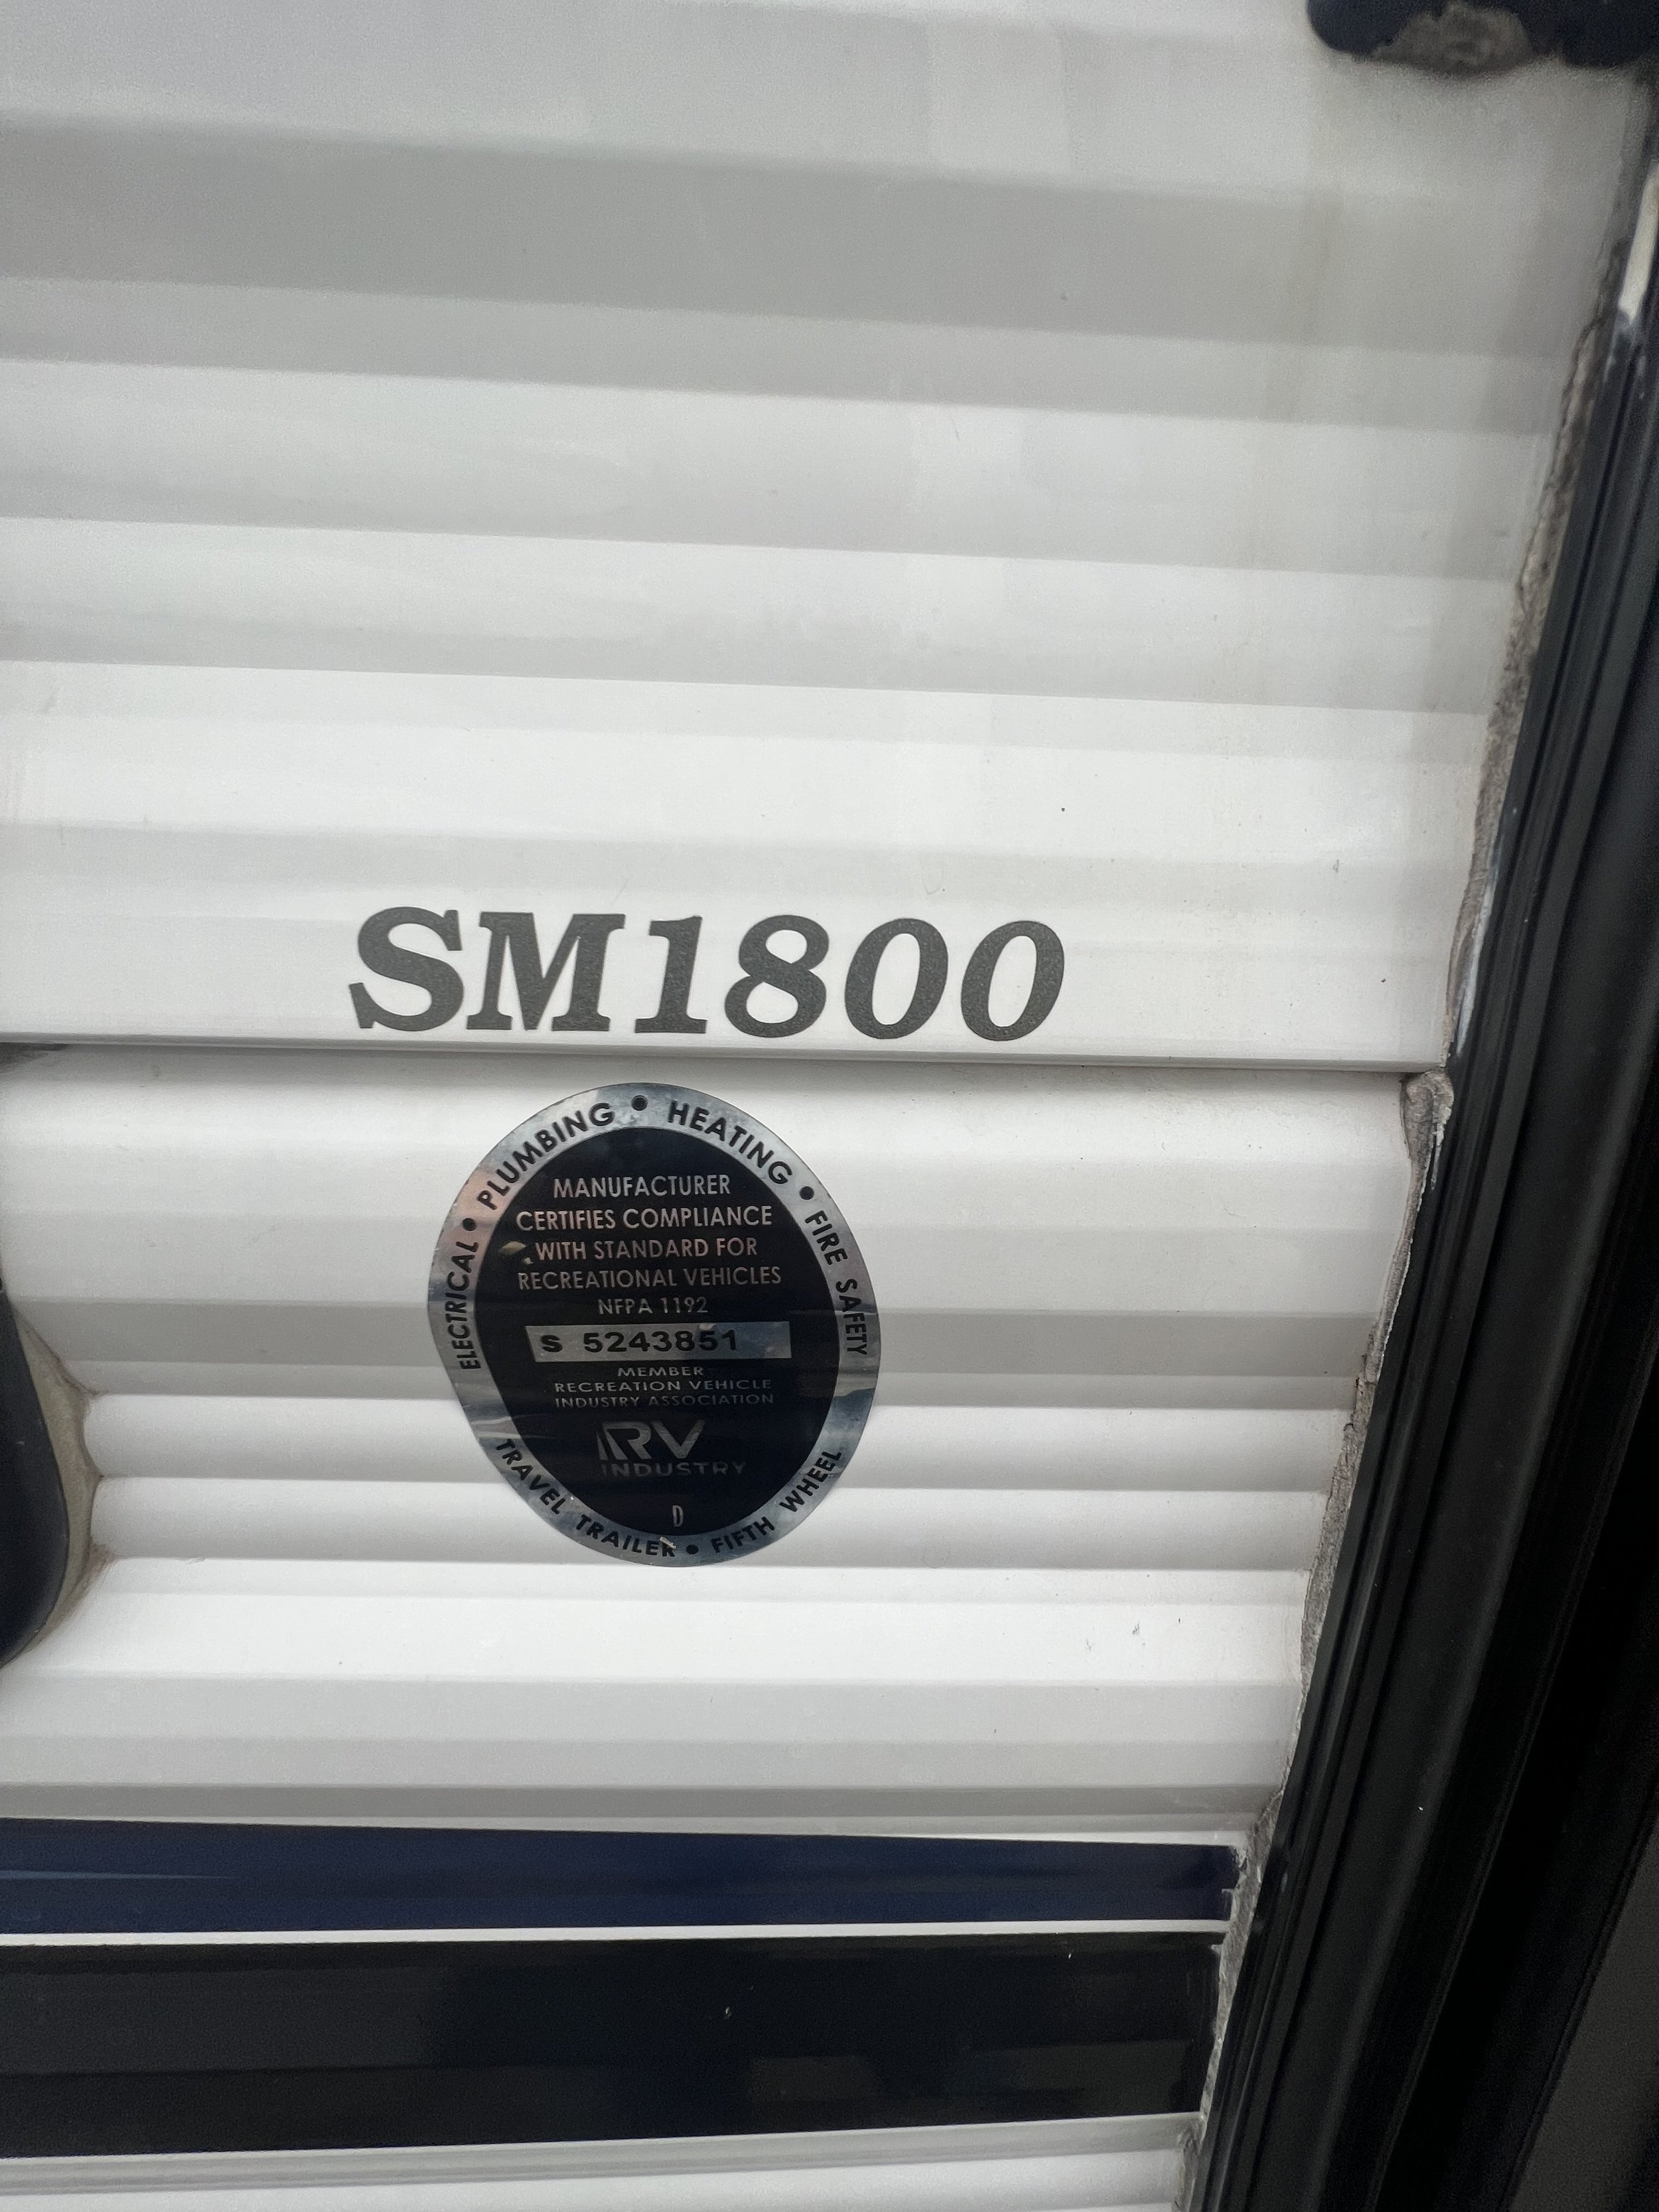 SM1800
ELECTRICAL • PLUMBING • HEATING • FIRE SAFETY
MANUFACTURER
CERTIFIES COMPLIANCE
WITH STANDARD FOR
RECREATIONAL VEHICLES
NFPA 1192
S 5243851
MEMBER
RECREATION VEHICLE
INDUSTRY ASSOCIATION
RV
INDUSTRY
D
TRAVEL TRAILER • FIFTH WHEEL